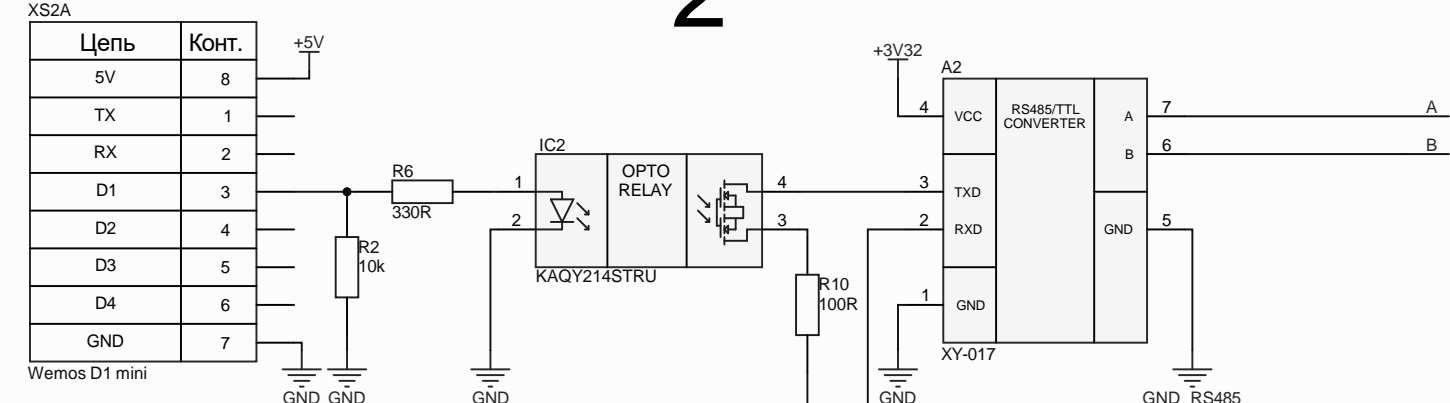 2
XS2A
Цепь Конт.
5V 8
TX 1
RX 2
D1 3
D2 4
D3 5
D4 6
GND 7
Wemos D1 mini
+5V
GND GND
R6
330R
R2
10k
IC2
1
2
OPTO
RELAY
4
3
KAQY214STRU
GND
R10
100R
+3V32
A2
4 VCC
3 TXD
2 RXD
1 GND
RS485/TTL
CONVERTER
A 7 A
B 6 B
GND 5
XY-017
GND
GND_RS485